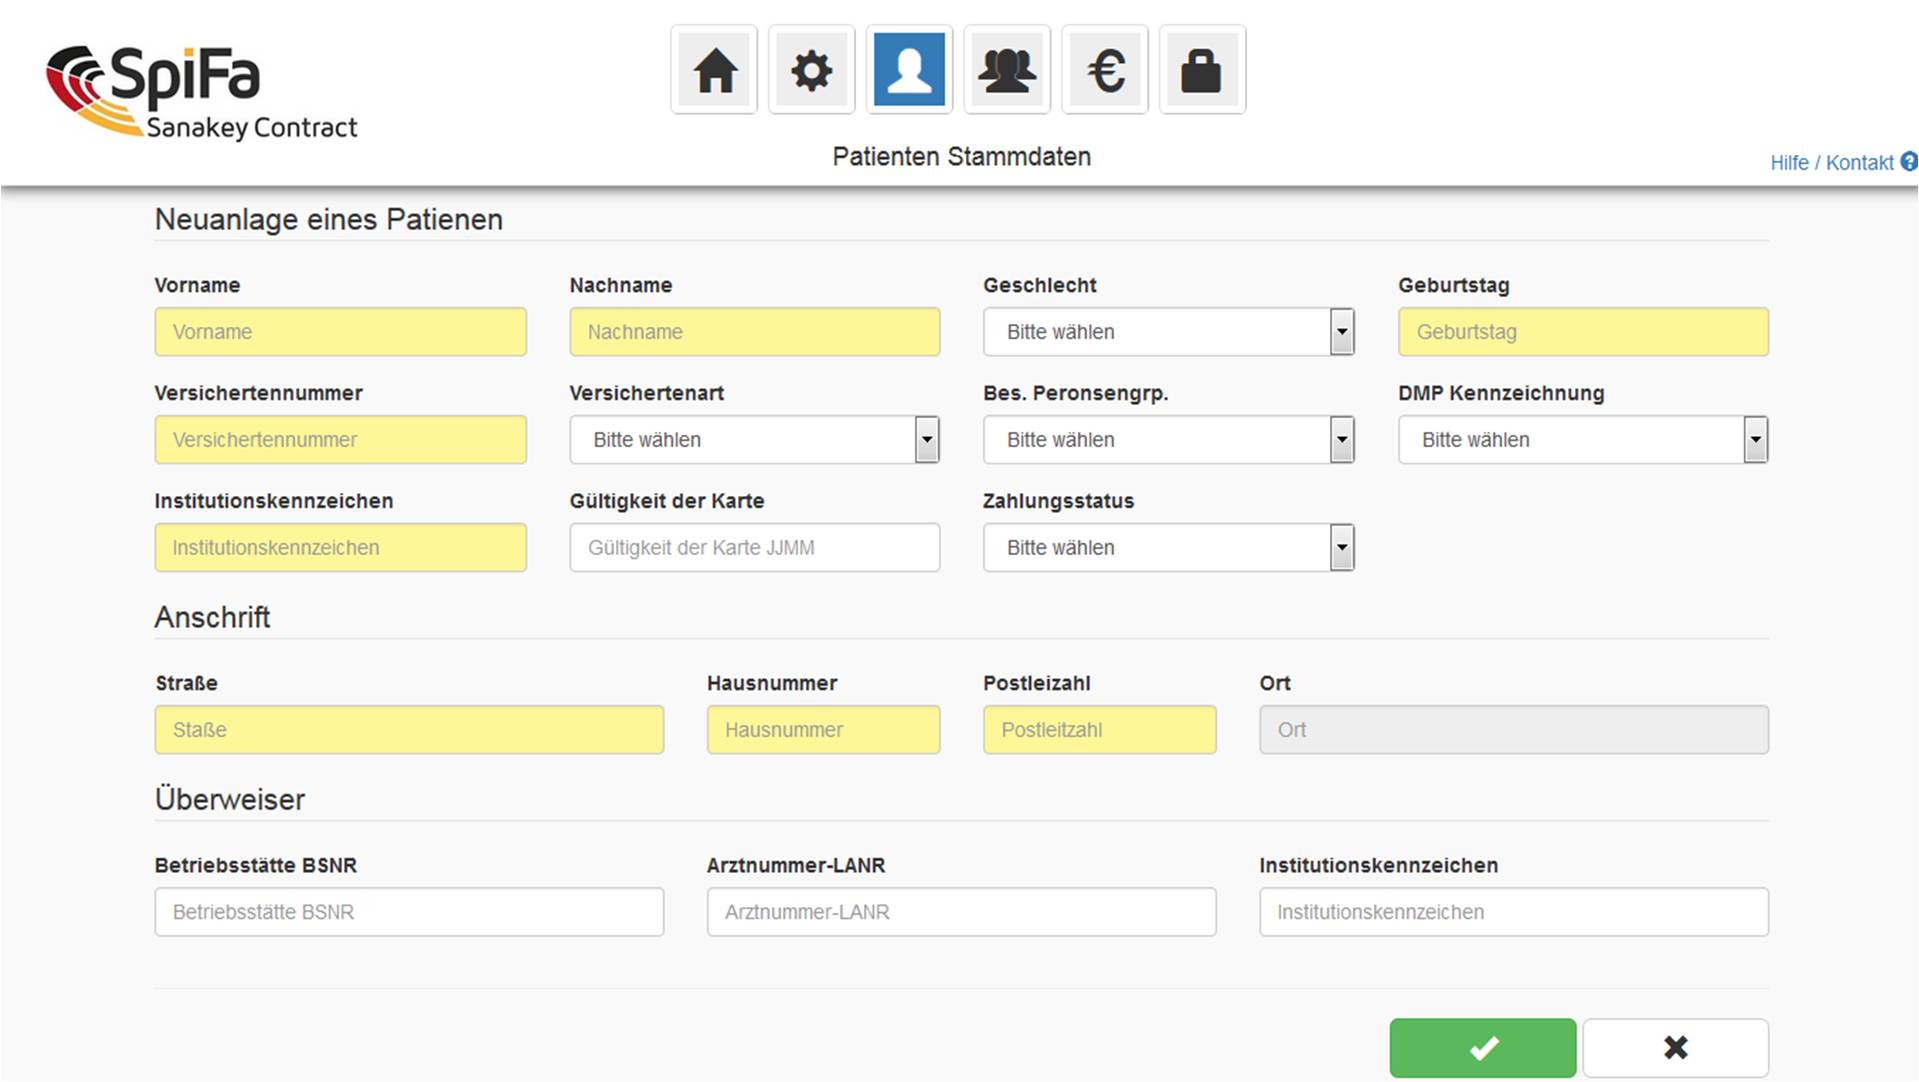 SpiFa
Sanakey Contract
€
Patienten Stammdaten
Hilfe / Kontakt ?
Neuanlage eines Patienen
Vorname Nachname Geschlecht Geburtstag
Vorname Nachname Bitte wählen Geburtstag
Versichertennummer Versichertenart Bes. Peronsengrp. DMP Kennzeichnung
Versichertennummer Bitte wählen Bitte wählen Bitte wählen
Institutionskennzeichen Gültigkeit der Karte Zahlungsstatus
Institutionskennzeichen Gültigkeit der Karte JJMM Bitte wählen
Anschrift
Straße Hausnummer Postleizahl Ort
Staße Hausnummer Postleitzahl Ort
Überweiser
Betriebsstätte BSNR Arztnummer-LANR Institutionskennzeichen
Betriebsstätte BSNR Arztnummer-LANR Institutionskennzeichen